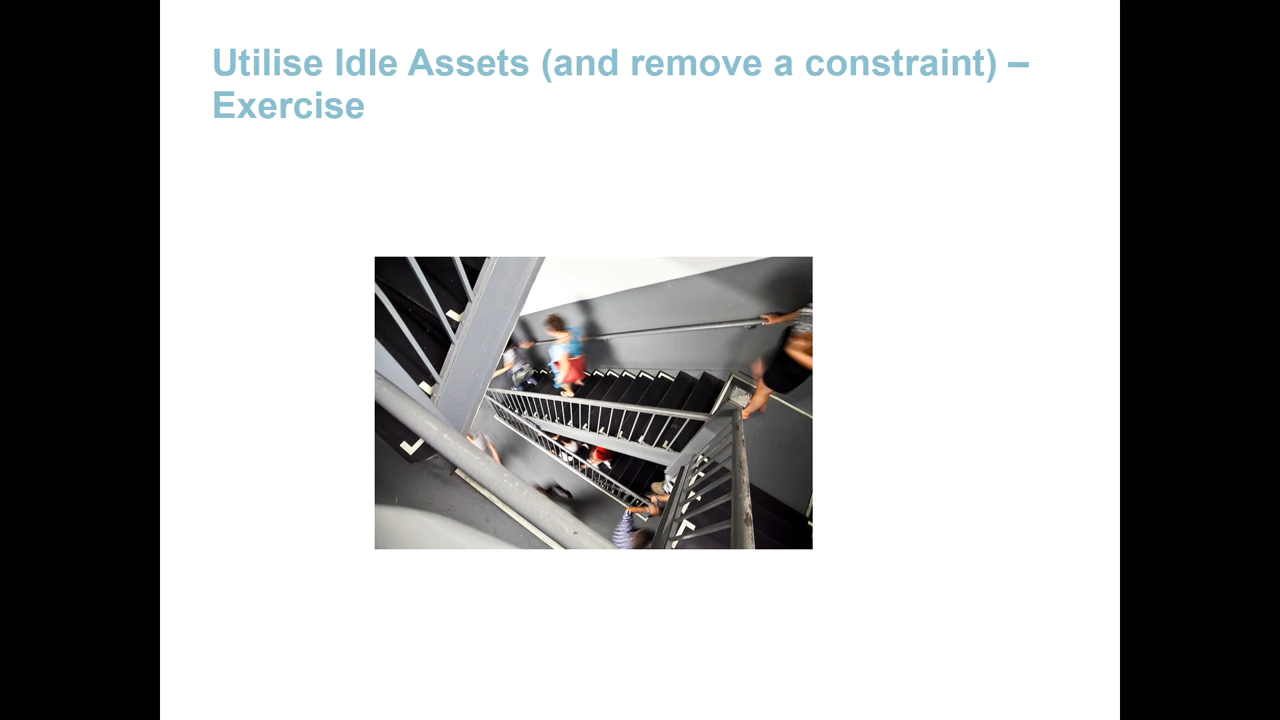 Utilise Idle Assets (and remove a constraint) –
Exercise